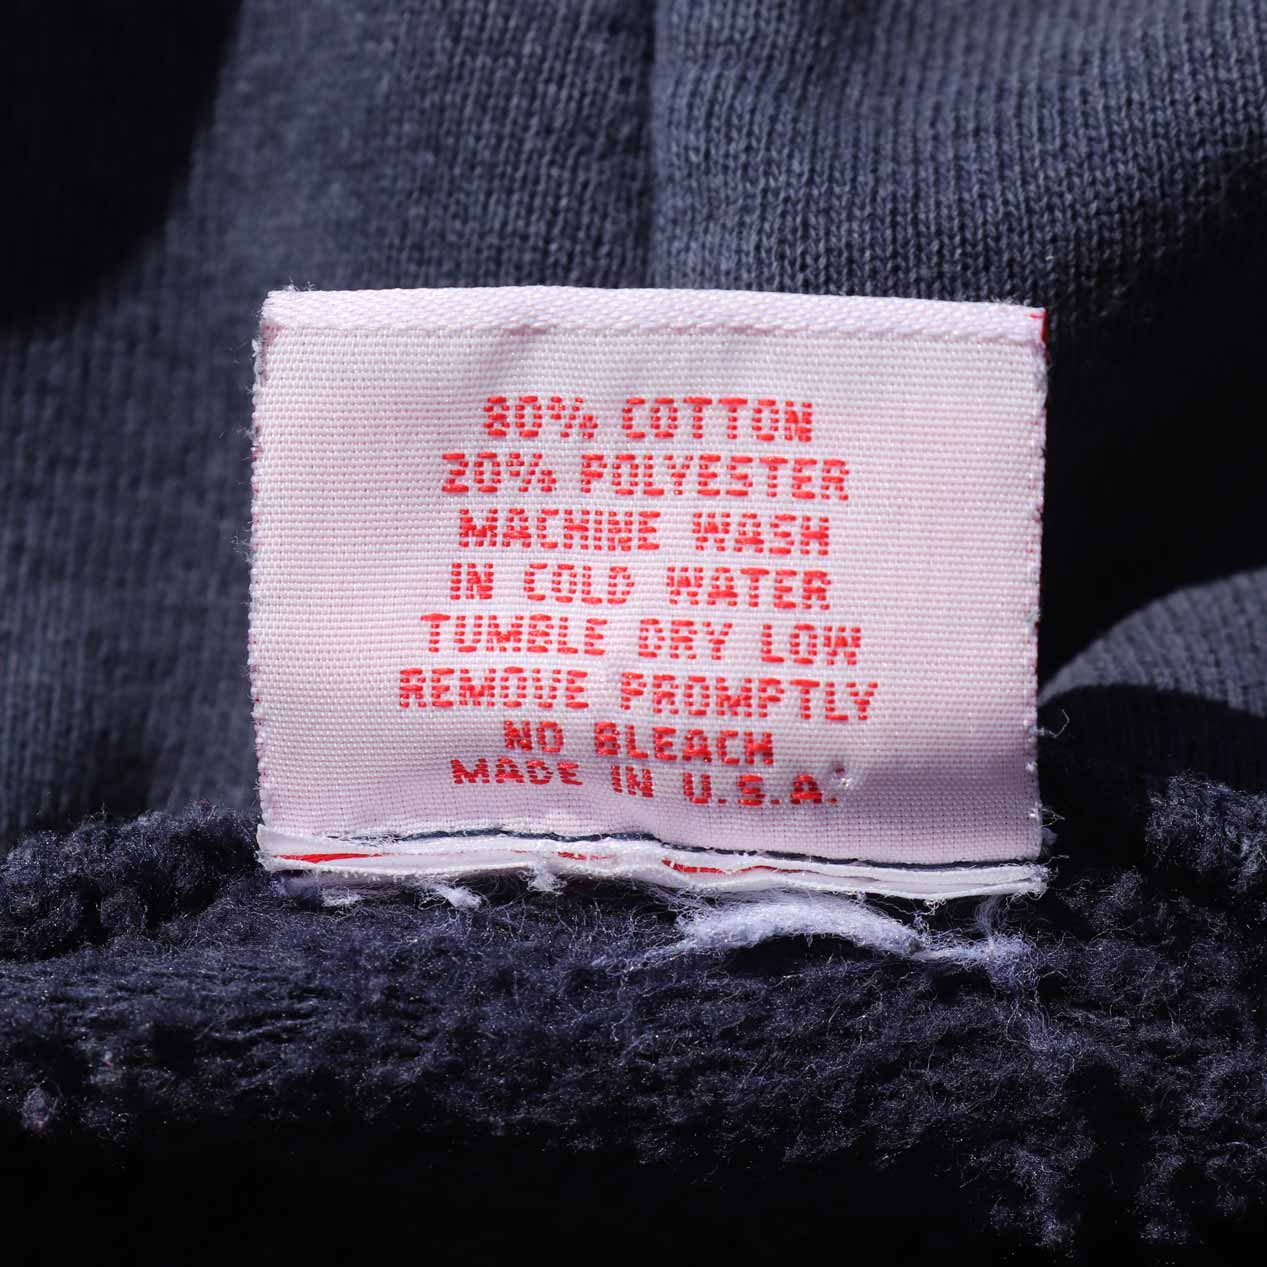 80% COTTON
20% POLYESTER
MACHINE WASH
IN COLD WATER
TUMBLE DRY LOW
REMOVE PROMPTLY
NO BLEACH
MADE IN U.S.A.